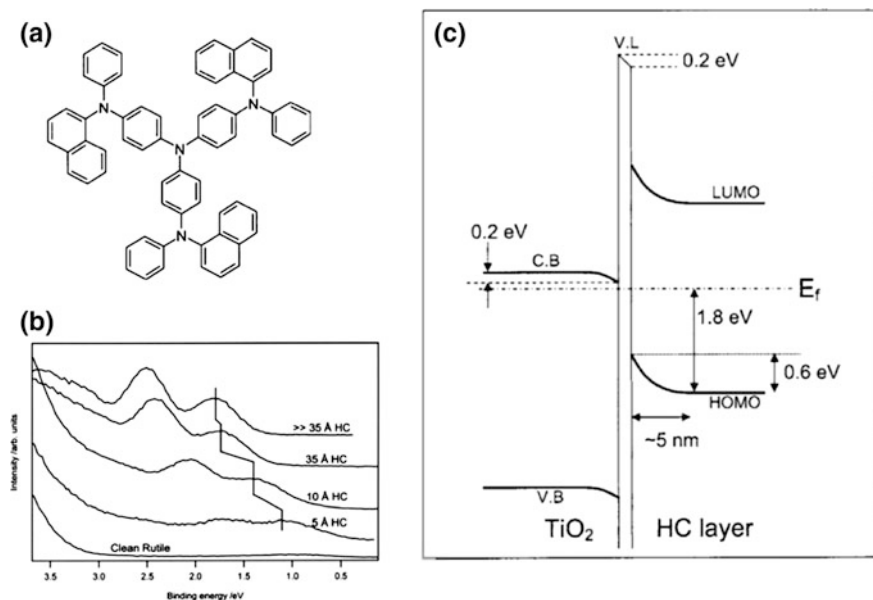 (a)
N
N
N
N
(b)
Intensity /arb. units
>> 35 Å HC
35 Å HC
10 Å HC
5 Å HC
Clean Rutile
3.5 3.0 2.5 2.0 1.5 1.0 0.5
Binding energy /eV
(c)
V.L
0.2 eV
LUMO
0.2 eV
C.B
E_f
1.8 eV
0.6 eV
HOMO
~5 nm
V.B
TiO₂ HC layer